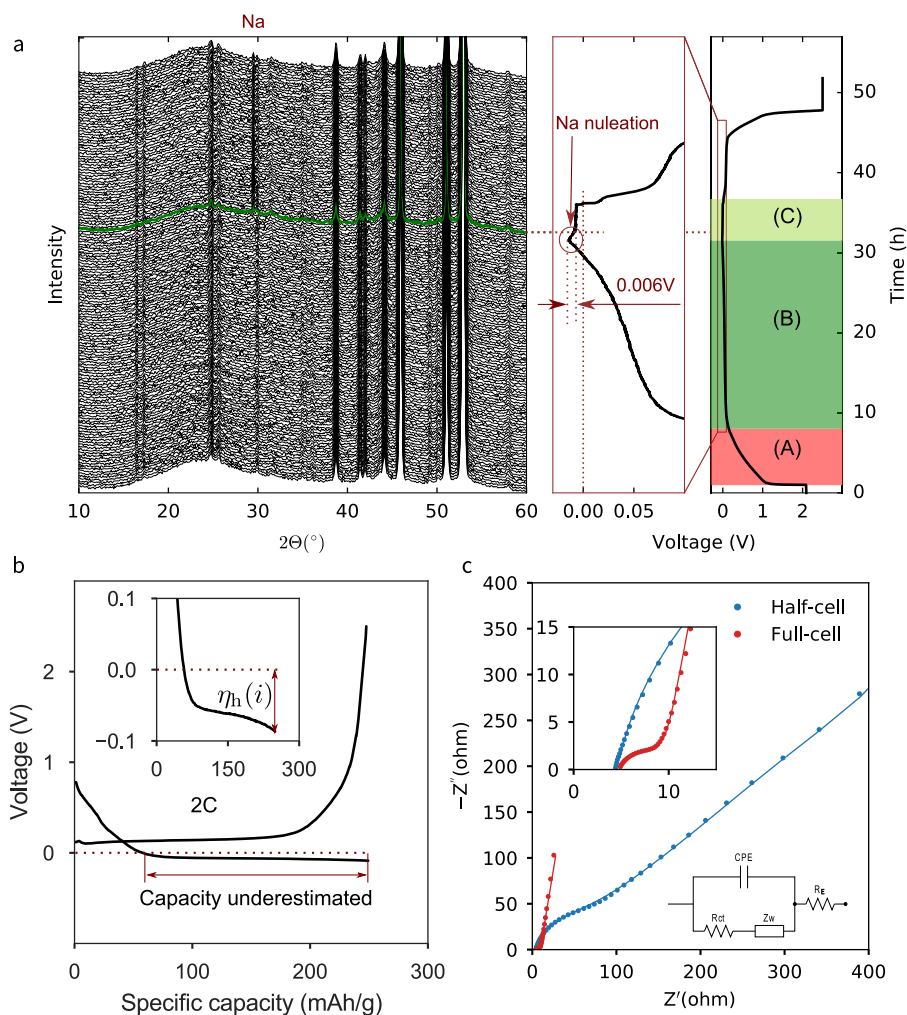 a
Na
Intensity
10
20
30
40
50
60
2Θ(°)
Na nuleation
0.006V
0.00
0.05
(C)
(B)
(A)
0
1
2
Voltage (V)
50
40
30
20
10
0
Time (h)
b
Voltage (V)
2
1
0
0.1
0.0
−0.1
ηh(i)
0
150
300
2C
Capacity underestimated
0
100
200
300
Specific capacity (mAh/g)
c
−Z″(ohm)
400
350
300
250
200
150
100
50
0
Half-cell
Full-cell
15
10
5
0
0
10
CPE
Rct
Zw
RE
0
100
200
300
400
Z′(ohm)